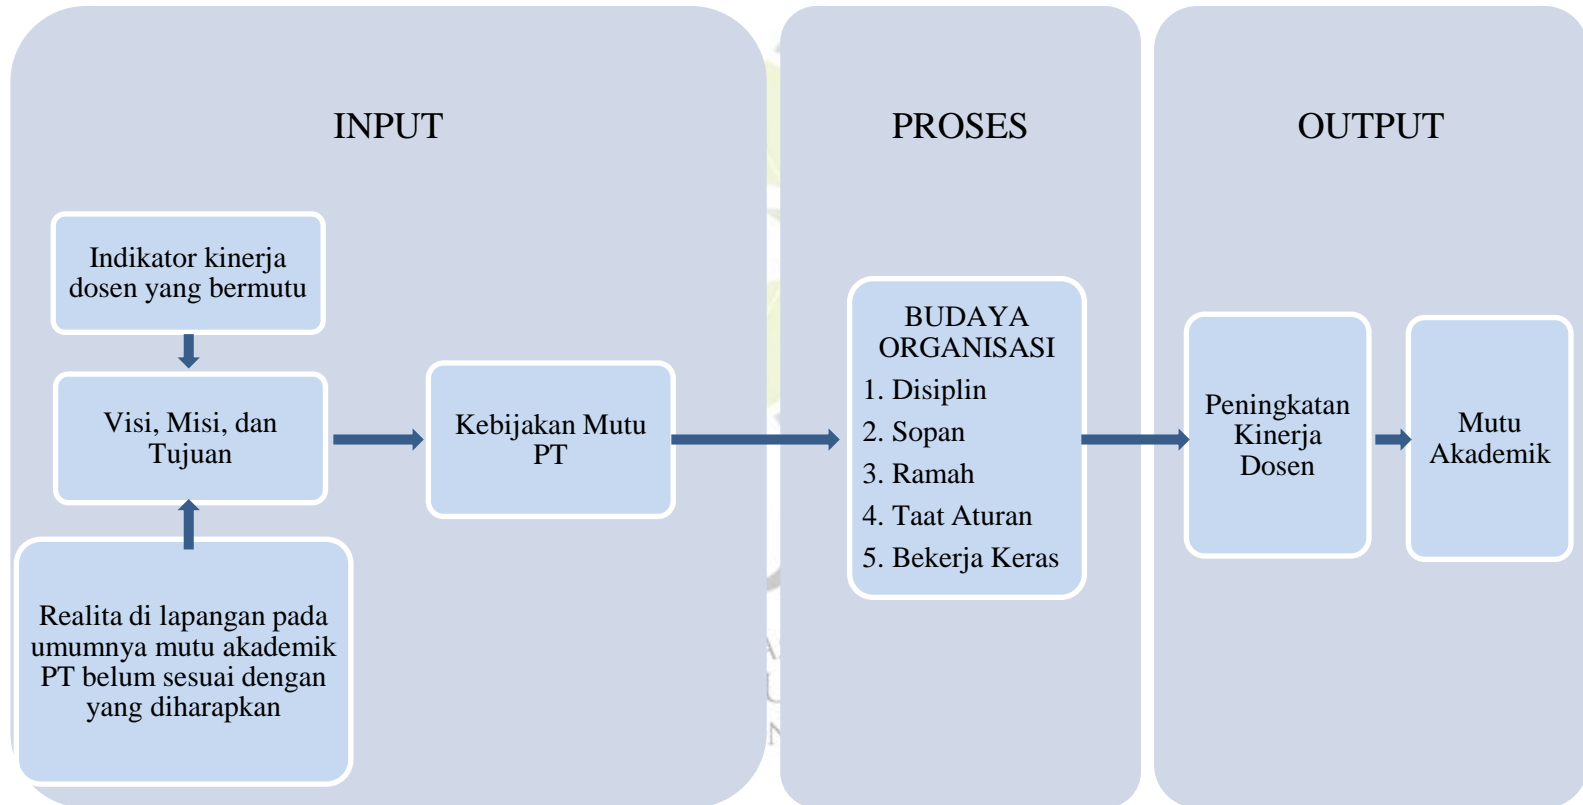 INPUT
Indikator kinerja
dosen yang bermutu
Visi, Misi, dan
Tujuan
Realita di lapangan pada
umumnya mutu akademik
PT belum sesuai dengan
yang diharapkan
Kebijakan Mutu
PT
PROSES
BUDAYA
ORGANISASI
1. Disiplin
2. Sopan
3. Ramah
4. Taat Aturan
5. Bekerja Keras
OUTPUT
Peningkatan
Kinerja
Dosen
Mutu
Akademik